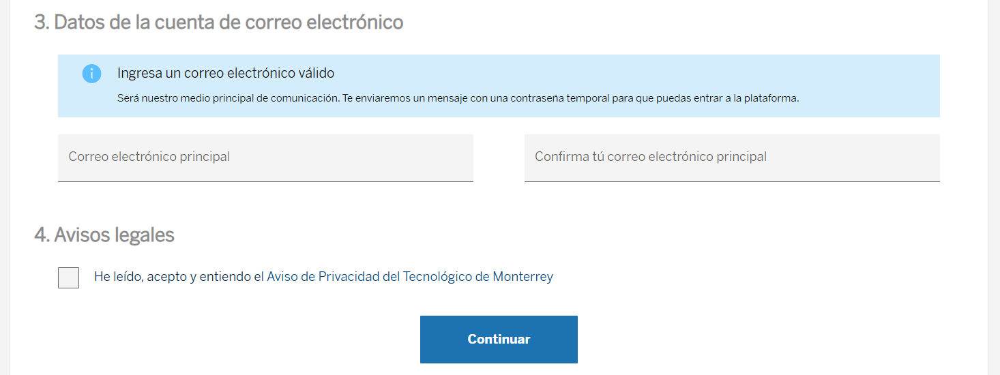 3. Datos de la cuenta de correo electrónico
Ingresa un correo electrónico válido
Será nuestro medio principal de comunicación. Te enviaremos un mensaje con una contraseña temporal para que puedas entrar a la plataforma.
Correo electrónico principal
Confirma tú correo electrónico principal
4. Avisos legales
He leído, acepto y entiendo el Aviso de Privacidad del Tecnológico de Monterrey
Continuar